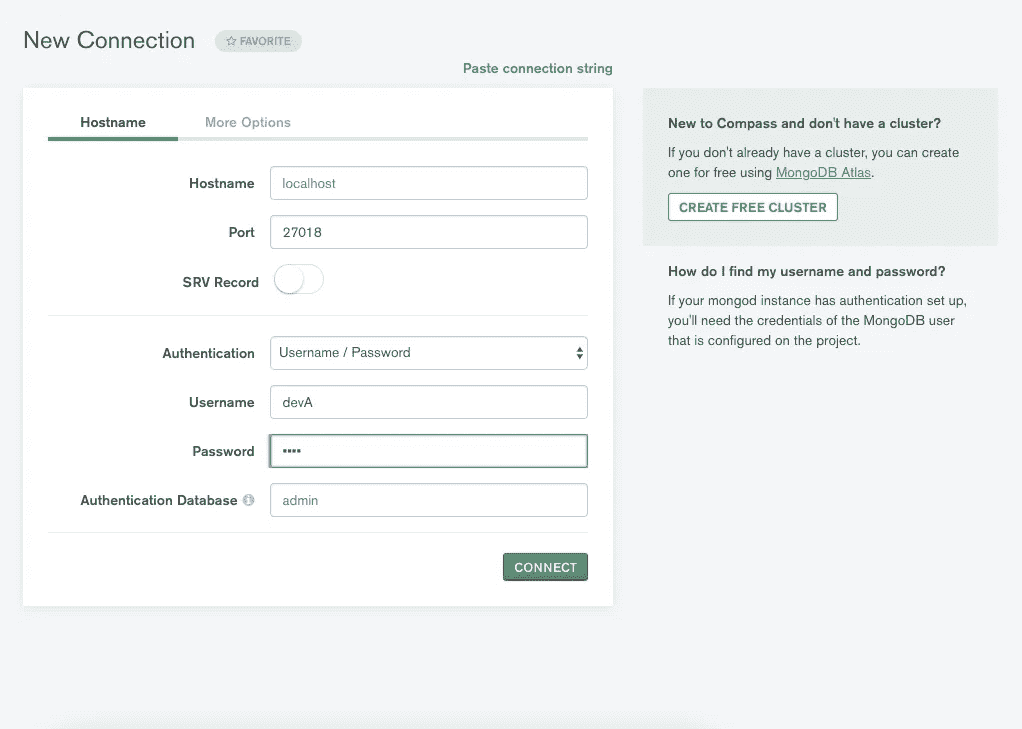 New Connection
FAVORITE
Paste connection string
Hostname
More Options
Hostname
localhost
Port
27018
SRV Record
Authentication
Username / Password
Username
devA
Password
••••
Authentication Database
admin
CONNECT
New to Compass and don't have a cluster?
If you don't already have a cluster, you can create
one for free using MongoDB Atlas.
CREATE FREE CLUSTER
How do I find my username and password?
If your mongod instance has authentication set up,
you'll need the credentials of the MongoDB user
that is configured on the project.